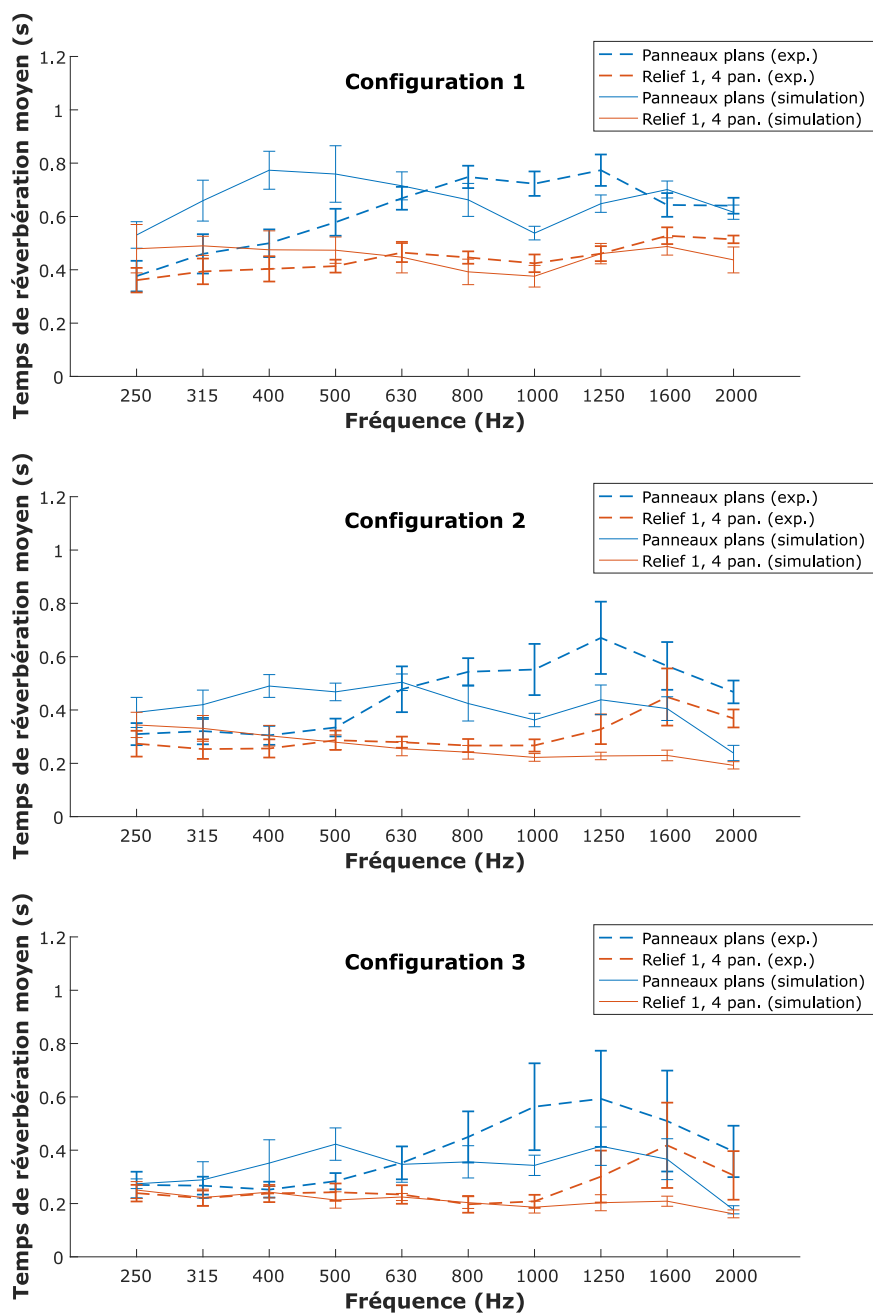 Temps de réverbération moyen (s)
1.2
1
0.8
0.6
0.4
0.2
0
Configuration 1
Panneaux plans (exp.)
Relief 1, 4 pan. (exp.)
Panneaux plans (simulation)
Relief 1, 4 pan. (simulation)
250 315 400 500 630 800 1000 1250 1600 2000
Fréquence (Hz)
Temps de réverbération moyen (s)
1.2
1
0.8
0.6
0.4
0.2
0
Configuration 2
Panneaux plans (exp.)
Relief 1, 4 pan. (exp.)
Panneaux plans (simulation)
Relief 1, 4 pan. (simulation)
250 315 400 500 630 800 1000 1250 1600 2000
Fréquence (Hz)
Temps de réverbération moyen (s)
1.2
1
0.8
0.6
0.4
0.2
0
Configuration 3
Panneaux plans (exp.)
Relief 1, 4 pan. (exp.)
Panneaux plans (simulation)
Relief 1, 4 pan. (simulation)
250 315 400 500 630 800 1000 1250 1600 2000
Fréquence (Hz)